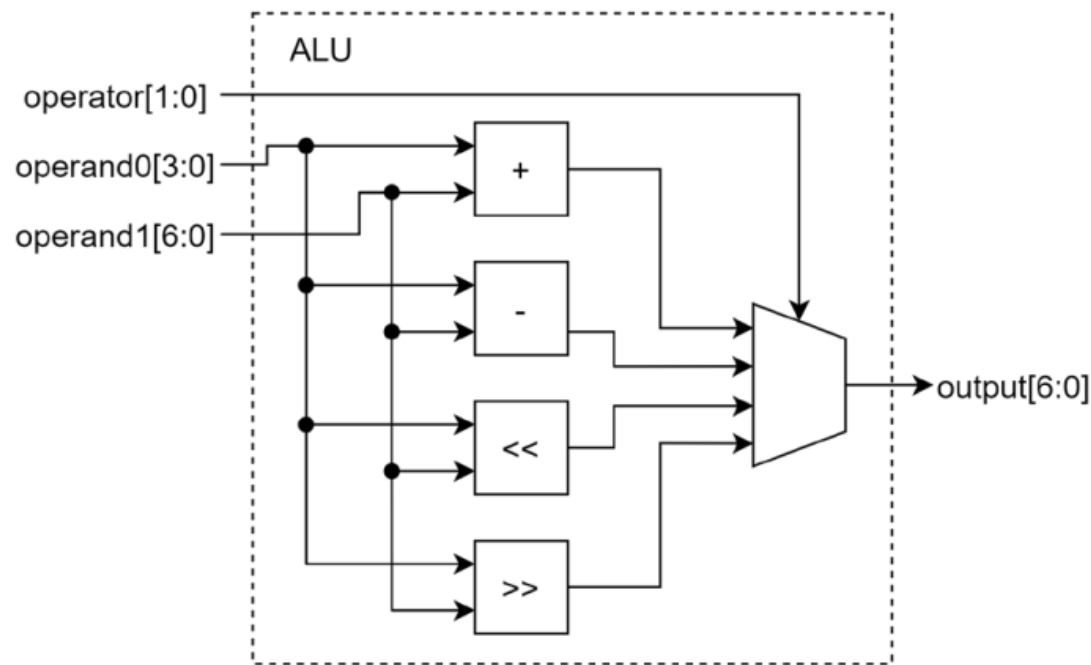 ALU
operator[1:0]
operand0[3:0]
operand1[6:0]
+
-
<<
>>
output[6:0]